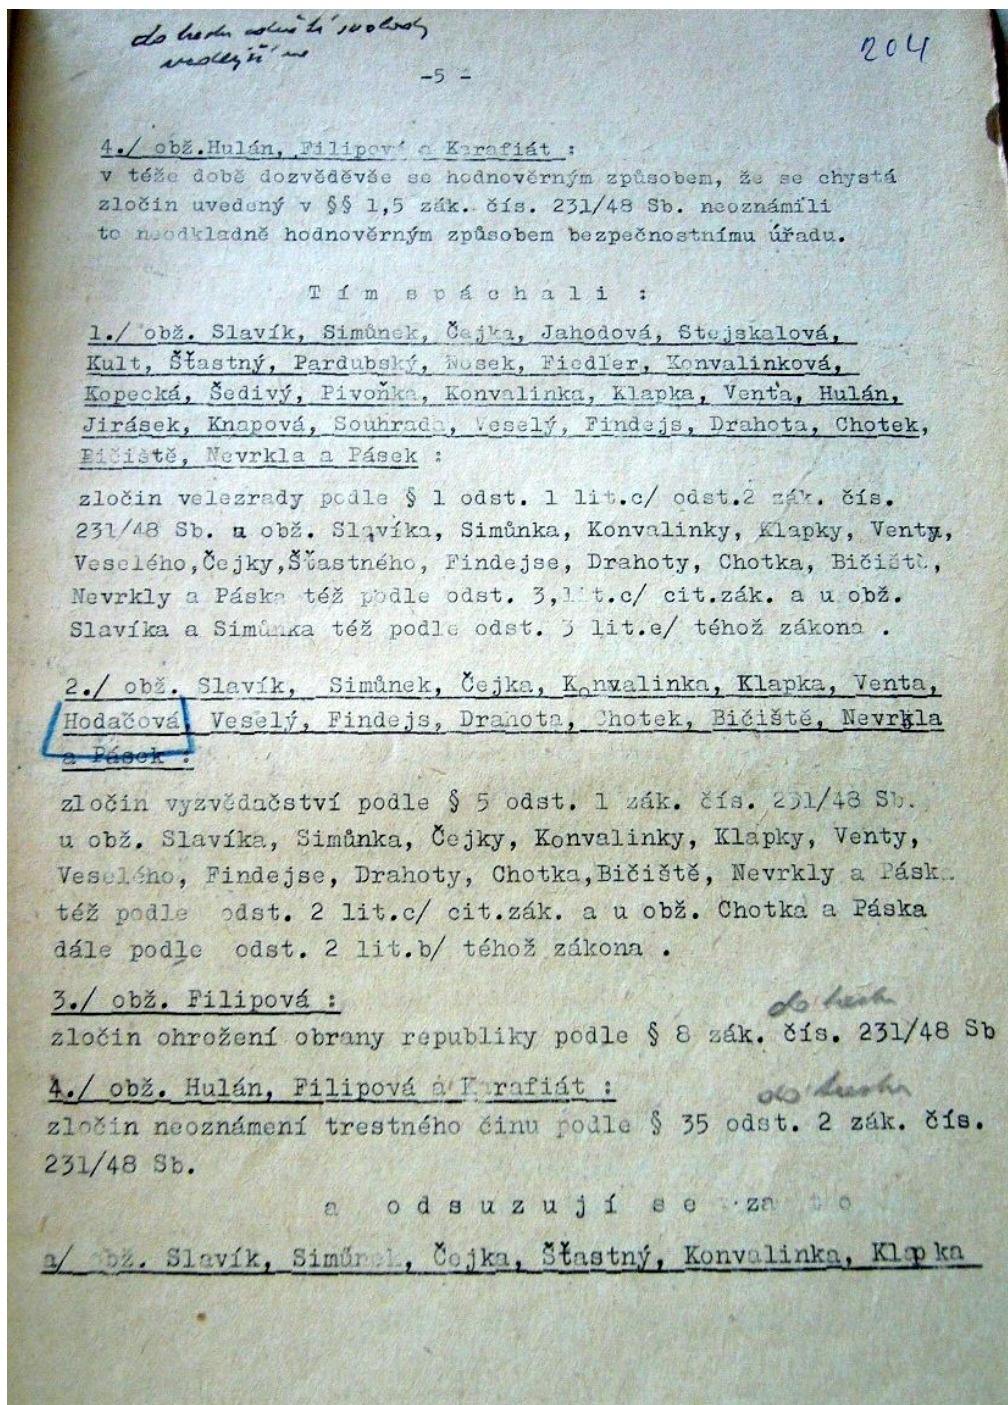 204
-5 -
4./ obž.Hulán, Filipová a Karafiát :
v téže době dozvěděvše se hodnověrným způsobem, že se chystá
zločin uvedený v §§ 1,5 zák. čís. 231/48 Sb. neoznámili
to neodkladně hodnověrným způsobem bezpečnostnímu úřadu.
T í m s p á c h a l i :
1./ obž. Slavík, Simůnek, Čejka, Jahodová, Stejskalová,
Kult, Šťastný, Pardubský, Nosek, Fiedler, Konvalinková,
Kopecká, Šedivý, Pivoňka, Konvalinka, Klapka, Venťa, Hulán,
Jirásek, Knapová, Souhrada, Veselý, Findejs, Drahota, Chotek,
Bičiště, Nevrkla a Pásek :
zločin velezrady podle § 1 odst. 1 lit.c/ odst.2 zák. čís.
231/48 Sb. u obž. Slavíka, Simůnka, Konvalinky, Klapky, Venty,
Veselého,Čejky,Šťastného, Findejse, Drahoty, Chotka, Bičiště,
Nevrkly a Páska též podle odst. 3,lit.c/ cit.zák. a u obž.
Slavíka a Simůnka též podle odst. 3 lit.e/ téhož zákona .
2./ obž. Slavík, Simůnek, Čejka, Konvalinka, Klapka, Venta,
Hodačová, Veselý, Findejs, Drahota, Chotek, Bičiště, Nevrkla
a Pásek :
zločin vyzvědačství podle § 5 odst. 1 zák. čís. 231/48 Sb.
u obž. Slavíka, Simůnka, Čejky, Konvalinky, Klapky, Venty,
Veselého, Findejse, Drahoty, Chotka,Bičiště, Nevrkly a Páska
též podle odst. 2 lit.c/ cit.zák. a u obž. Chotka a Páska
dále podle odst. 2 lit.b/ téhož zákona .
3./ obž. Filipová :
zločin ohrožení obrany republiky podle § 8 zák. čís. 231/48 Sb
4./ obž. Hulán, Filipová a Karafiát :
zločin neoznámení trestného činu podle § 35 odst. 2 zák. čís.
231/48 Sb.
a o d s u z u j í s e za t o
a/ obž. Slavík, Simůnek, Čejka, Šťastný, Konvalinka, Klapka